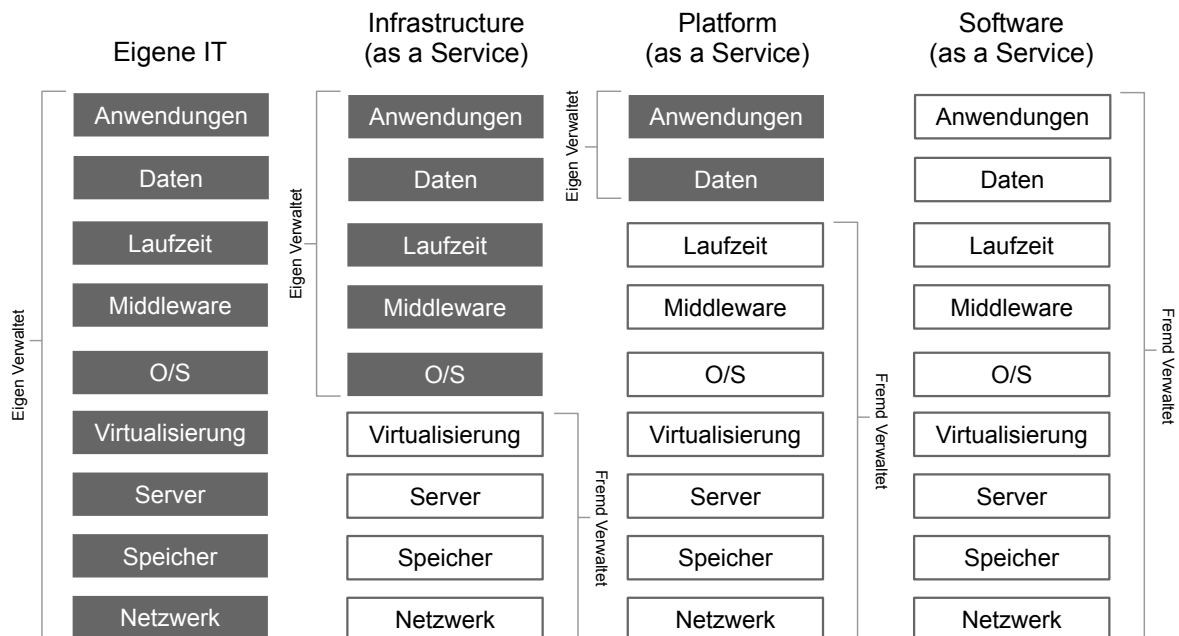 Eigene IT
Infrastructure
(as a Service)
Platform
(as a Service)
Software
(as a Service)
Eigen Verwaltet
Anwendungen
Daten
Laufzeit
Middleware
O/S
Virtualisierung
Server
Speicher
Netzwerk
Eigen Verwaltet
Anwendungen
Daten
Laufzeit
Middleware
O/S
Virtualisierung
Server
Speicher
Netzwerk
Fremd Verwaltet
Eigen Verwaltet
Anwendungen
Daten
Laufzeit
Middleware
O/S
Virtualisierung
Server
Speicher
Netzwerk
Fremd Verwaltet
Anwendungen
Daten
Laufzeit
Middleware
O/S
Virtualisierung
Server
Speicher
Netzwerk
Fremd Verwaltet